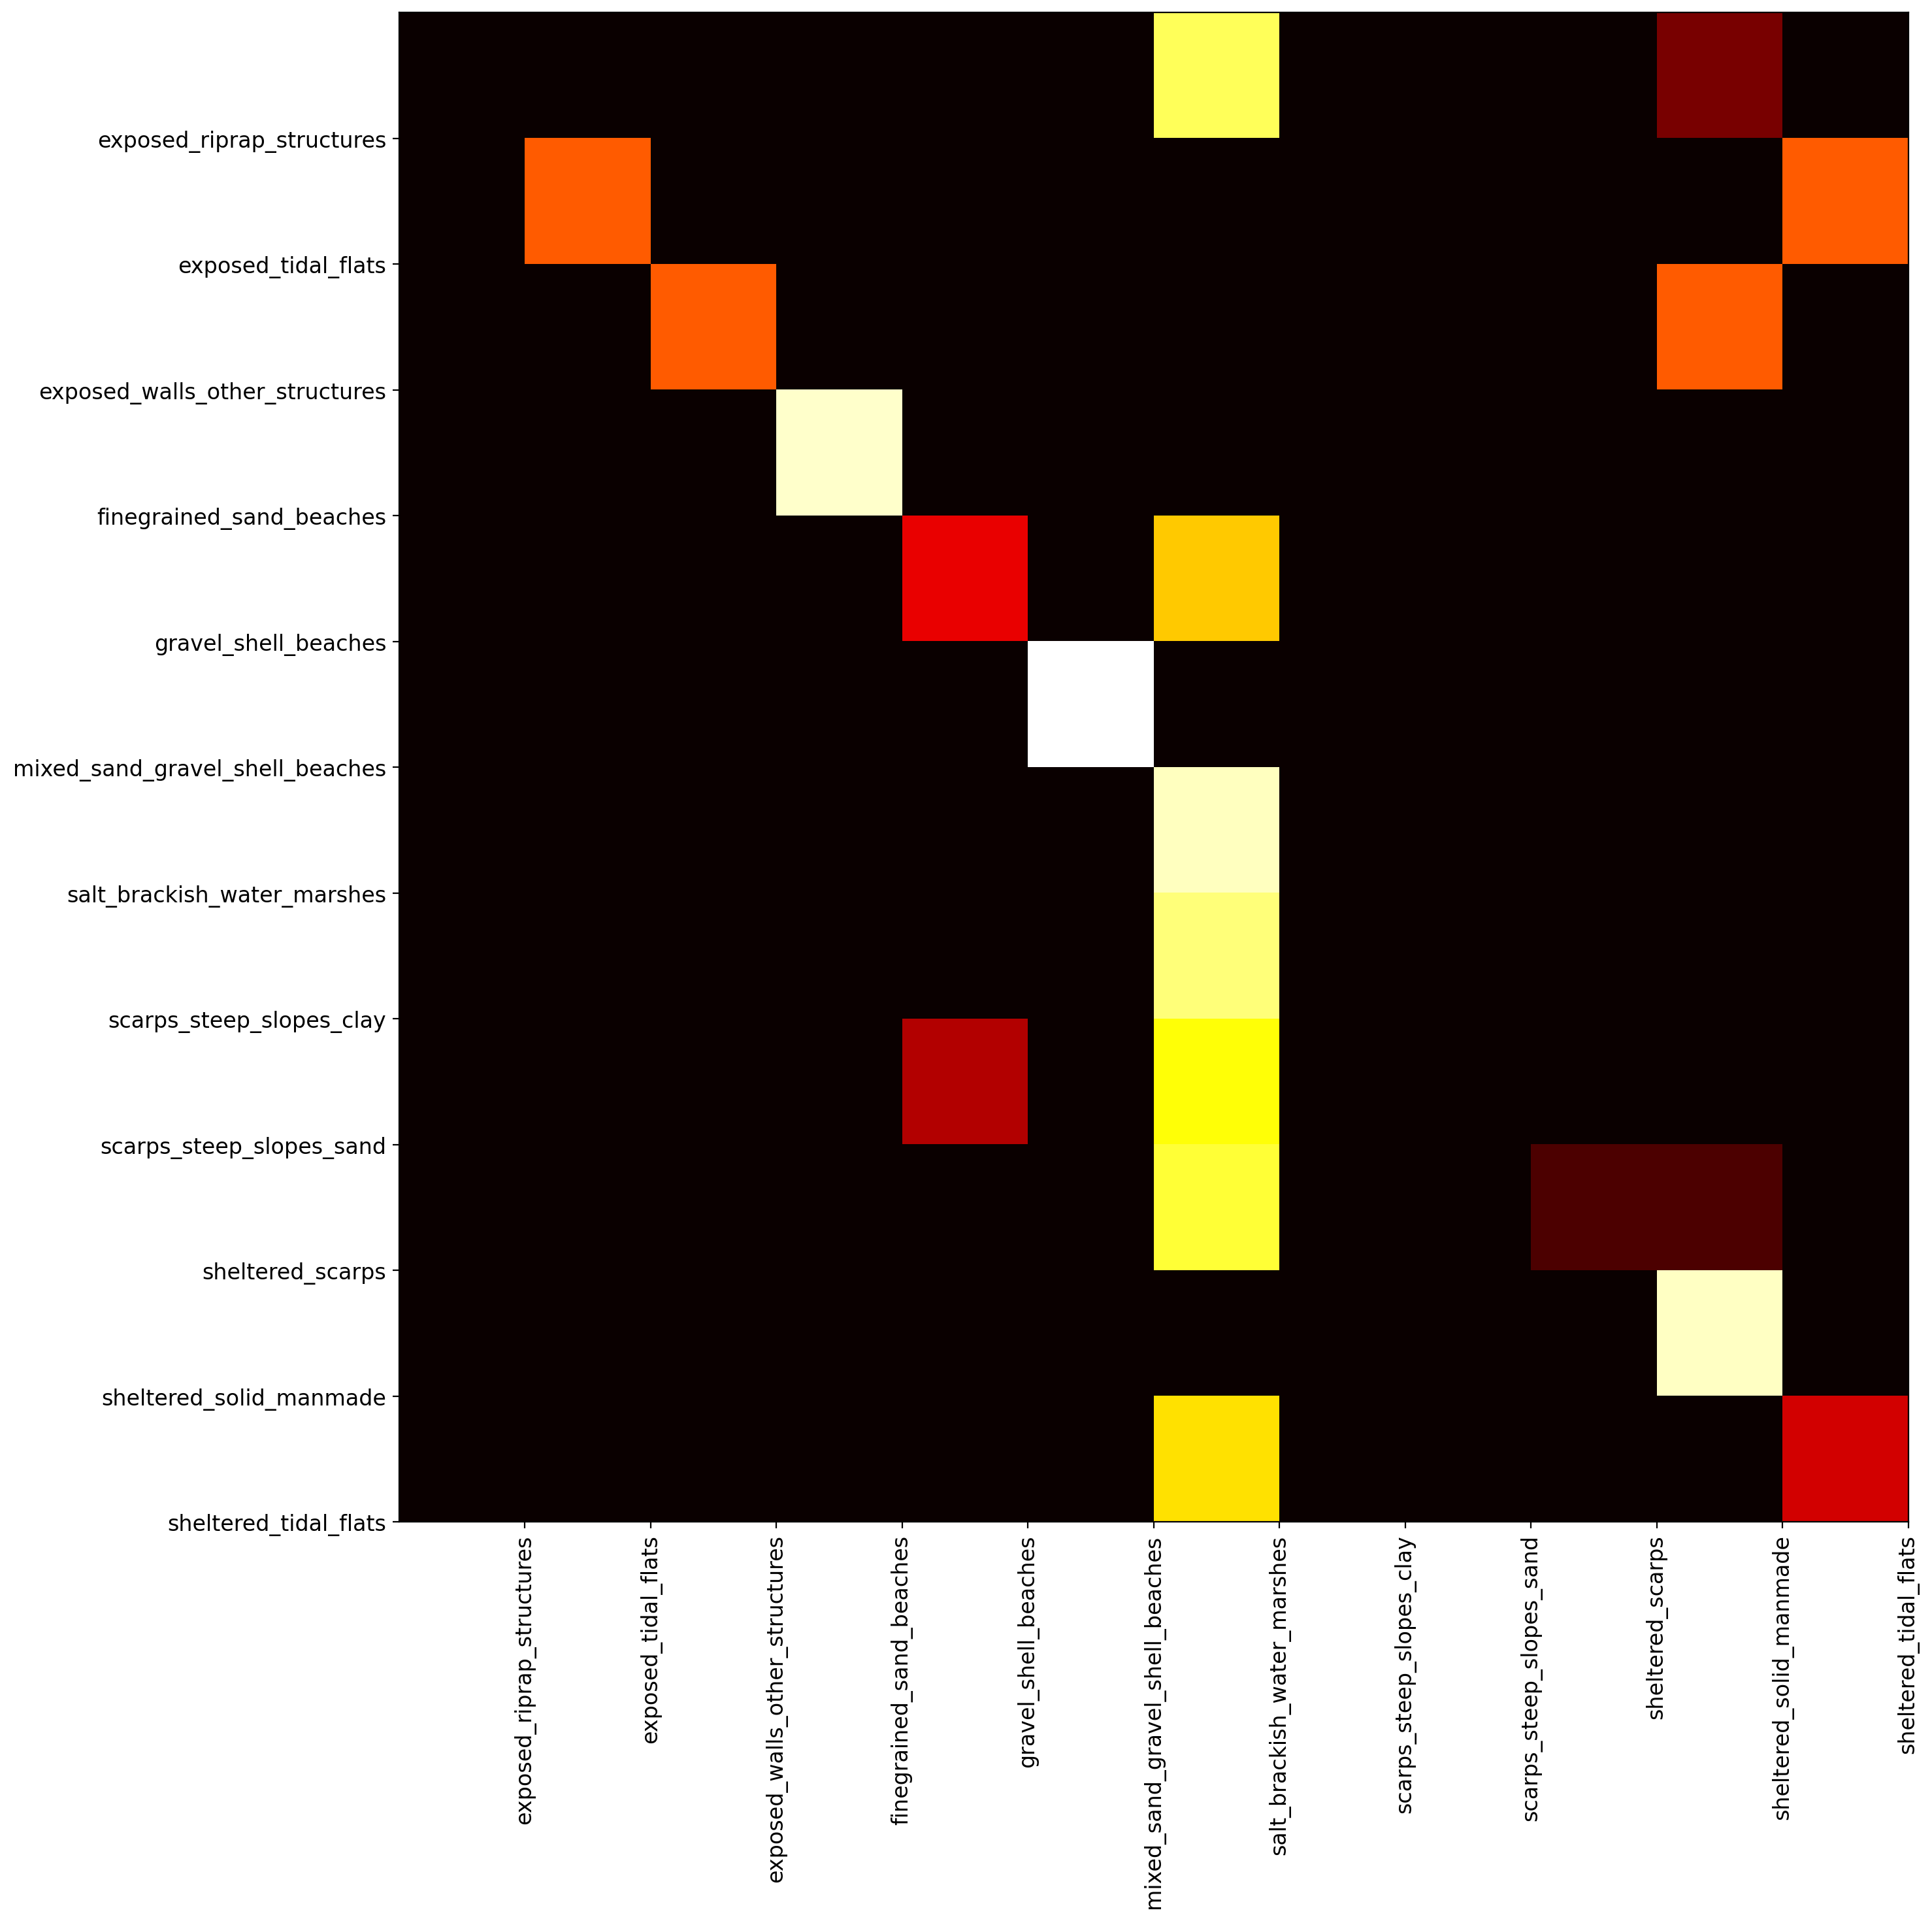 exposed_riprap_structures
exposed_tidal_flats
exposed_walls_other_structures
finegrained_sand_beaches
gravel_shell_beaches
mixed_sand_gravel_shell_beaches
salt_brackish_water_marshes
scarps_steep_slopes_clay
scarps_steep_slopes_sand
sheltered_scarps
sheltered_solid_manmade
sheltered_tidal_flats
exposed_riprap_structures
exposed_tidal_flats
exposed_walls_other_structures
finegrained_sand_beaches
gravel_shell_beaches
mixed_sand_gravel_shell_beaches
salt_brackish_water_marshes
scarps_steep_slopes_clay
scarps_steep_slopes_sand
sheltered_scarps
sheltered_solid_manmade
sheltered_tidal_flats